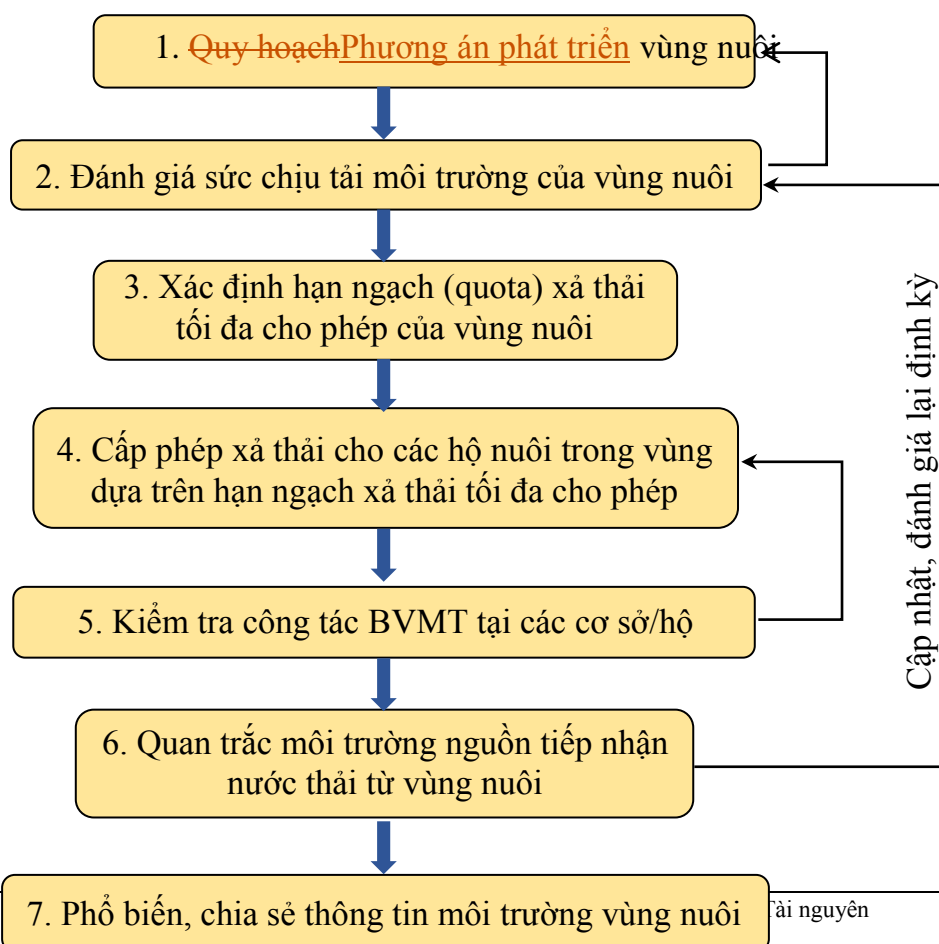 1. Quy hoạchPhương án phát triển vùng nuôi
2. Đánh giá sức chịu tải môi trường của vùng nuôi
3. Xác định hạn ngạch (quota) xả thải
tối đa cho phép của vùng nuôi
4. Cấp phép xả thải cho các hộ nuôi trong vùng
dựa trên hạn ngạch xả thải tối đa cho phép
5. Kiểm tra công tác BVMT tại các cơ sở/hộ
6. Quan trắc môi trường nguồn tiếp nhận
nước thải từ vùng nuôi
7. Phổ biến, chia sẻ thông tin môi trường vùng nuôi
Tài nguyên
Cập nhật, đánh giá lại định kỳ